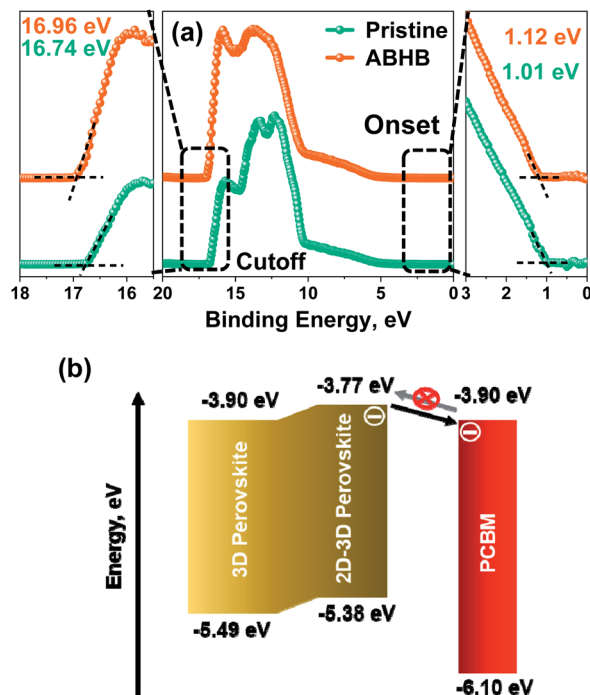 16.96 eV
16.74 eV
(a)
Pristine
ABHB
1.12 eV
1.01 eV
Onset
Cutoff
18 17 16 20 15 10 5 0 3 2 1 0
Binding Energy, eV
(b)
-3.90 eV
-3.77 eV
-3.90 eV
Energy, eV
3D Perovskite
2D-3D Perovskite
PCBM
-5.49 eV
-5.38 eV
-6.10 eV